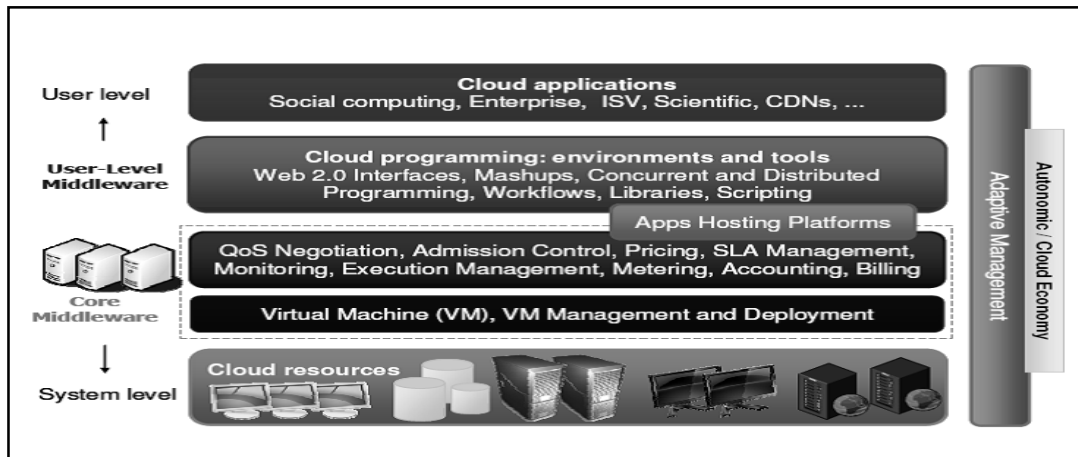 Cloud applications
Social computing, Enterprise, ISV, Scientific, CDNs, ...
User level
User-Level
Middleware
Cloud programming: environments and tools
Web 2.0 Interfaces, Mashups, Concurrent and Distributed
Programming, Workflows, Libraries, Scripting
Apps Hosting Platforms
QoS Negotiation, Admission Control, Pricing, SLA Management,
Monitoring, Execution Management, Metering, Accounting, Billing
Core
Middleware
Virtual Machine (VM), VM Management and Deployment
Cloud resources
System level
Adaptive Management
Autonomic / Cloud Economy